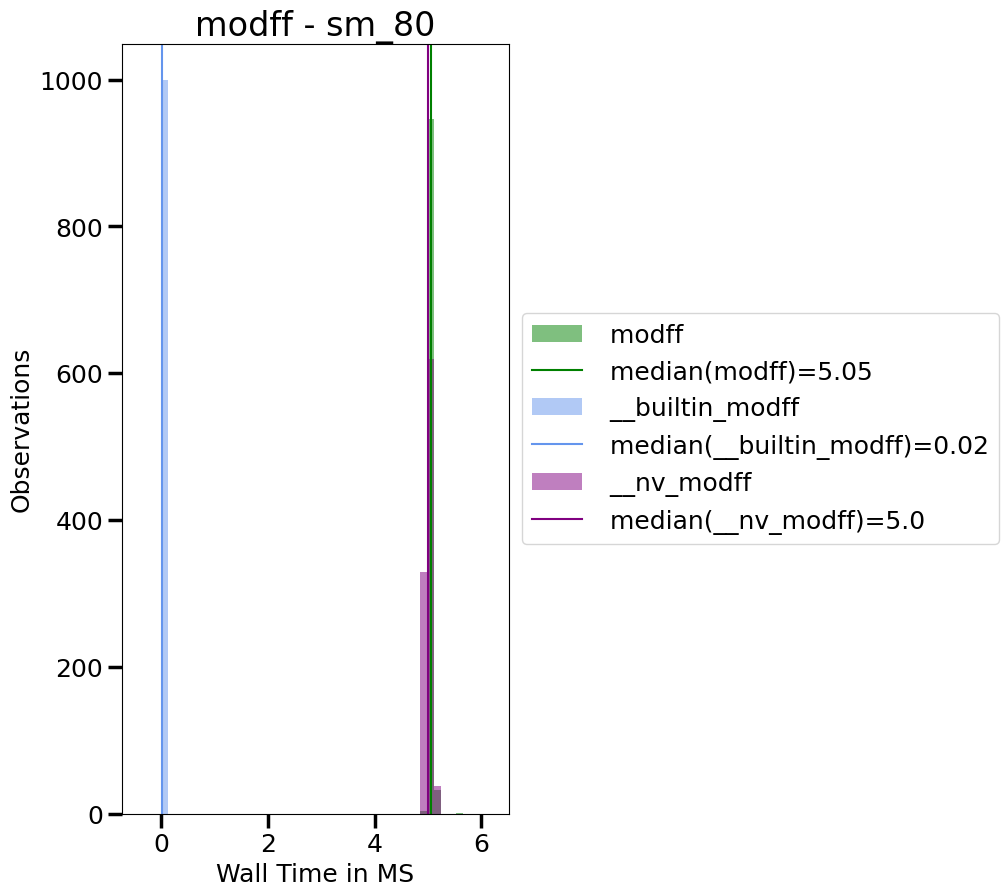 modff - sm_80
1000
800
600
400
200
0
Observations
0 2 4 6
Wall Time in MS
modff
median(modff)=5.05
__builtin_modff
median(__builtin_modff)=0.02
__nv_modff
median(__nv_modff)=5.0